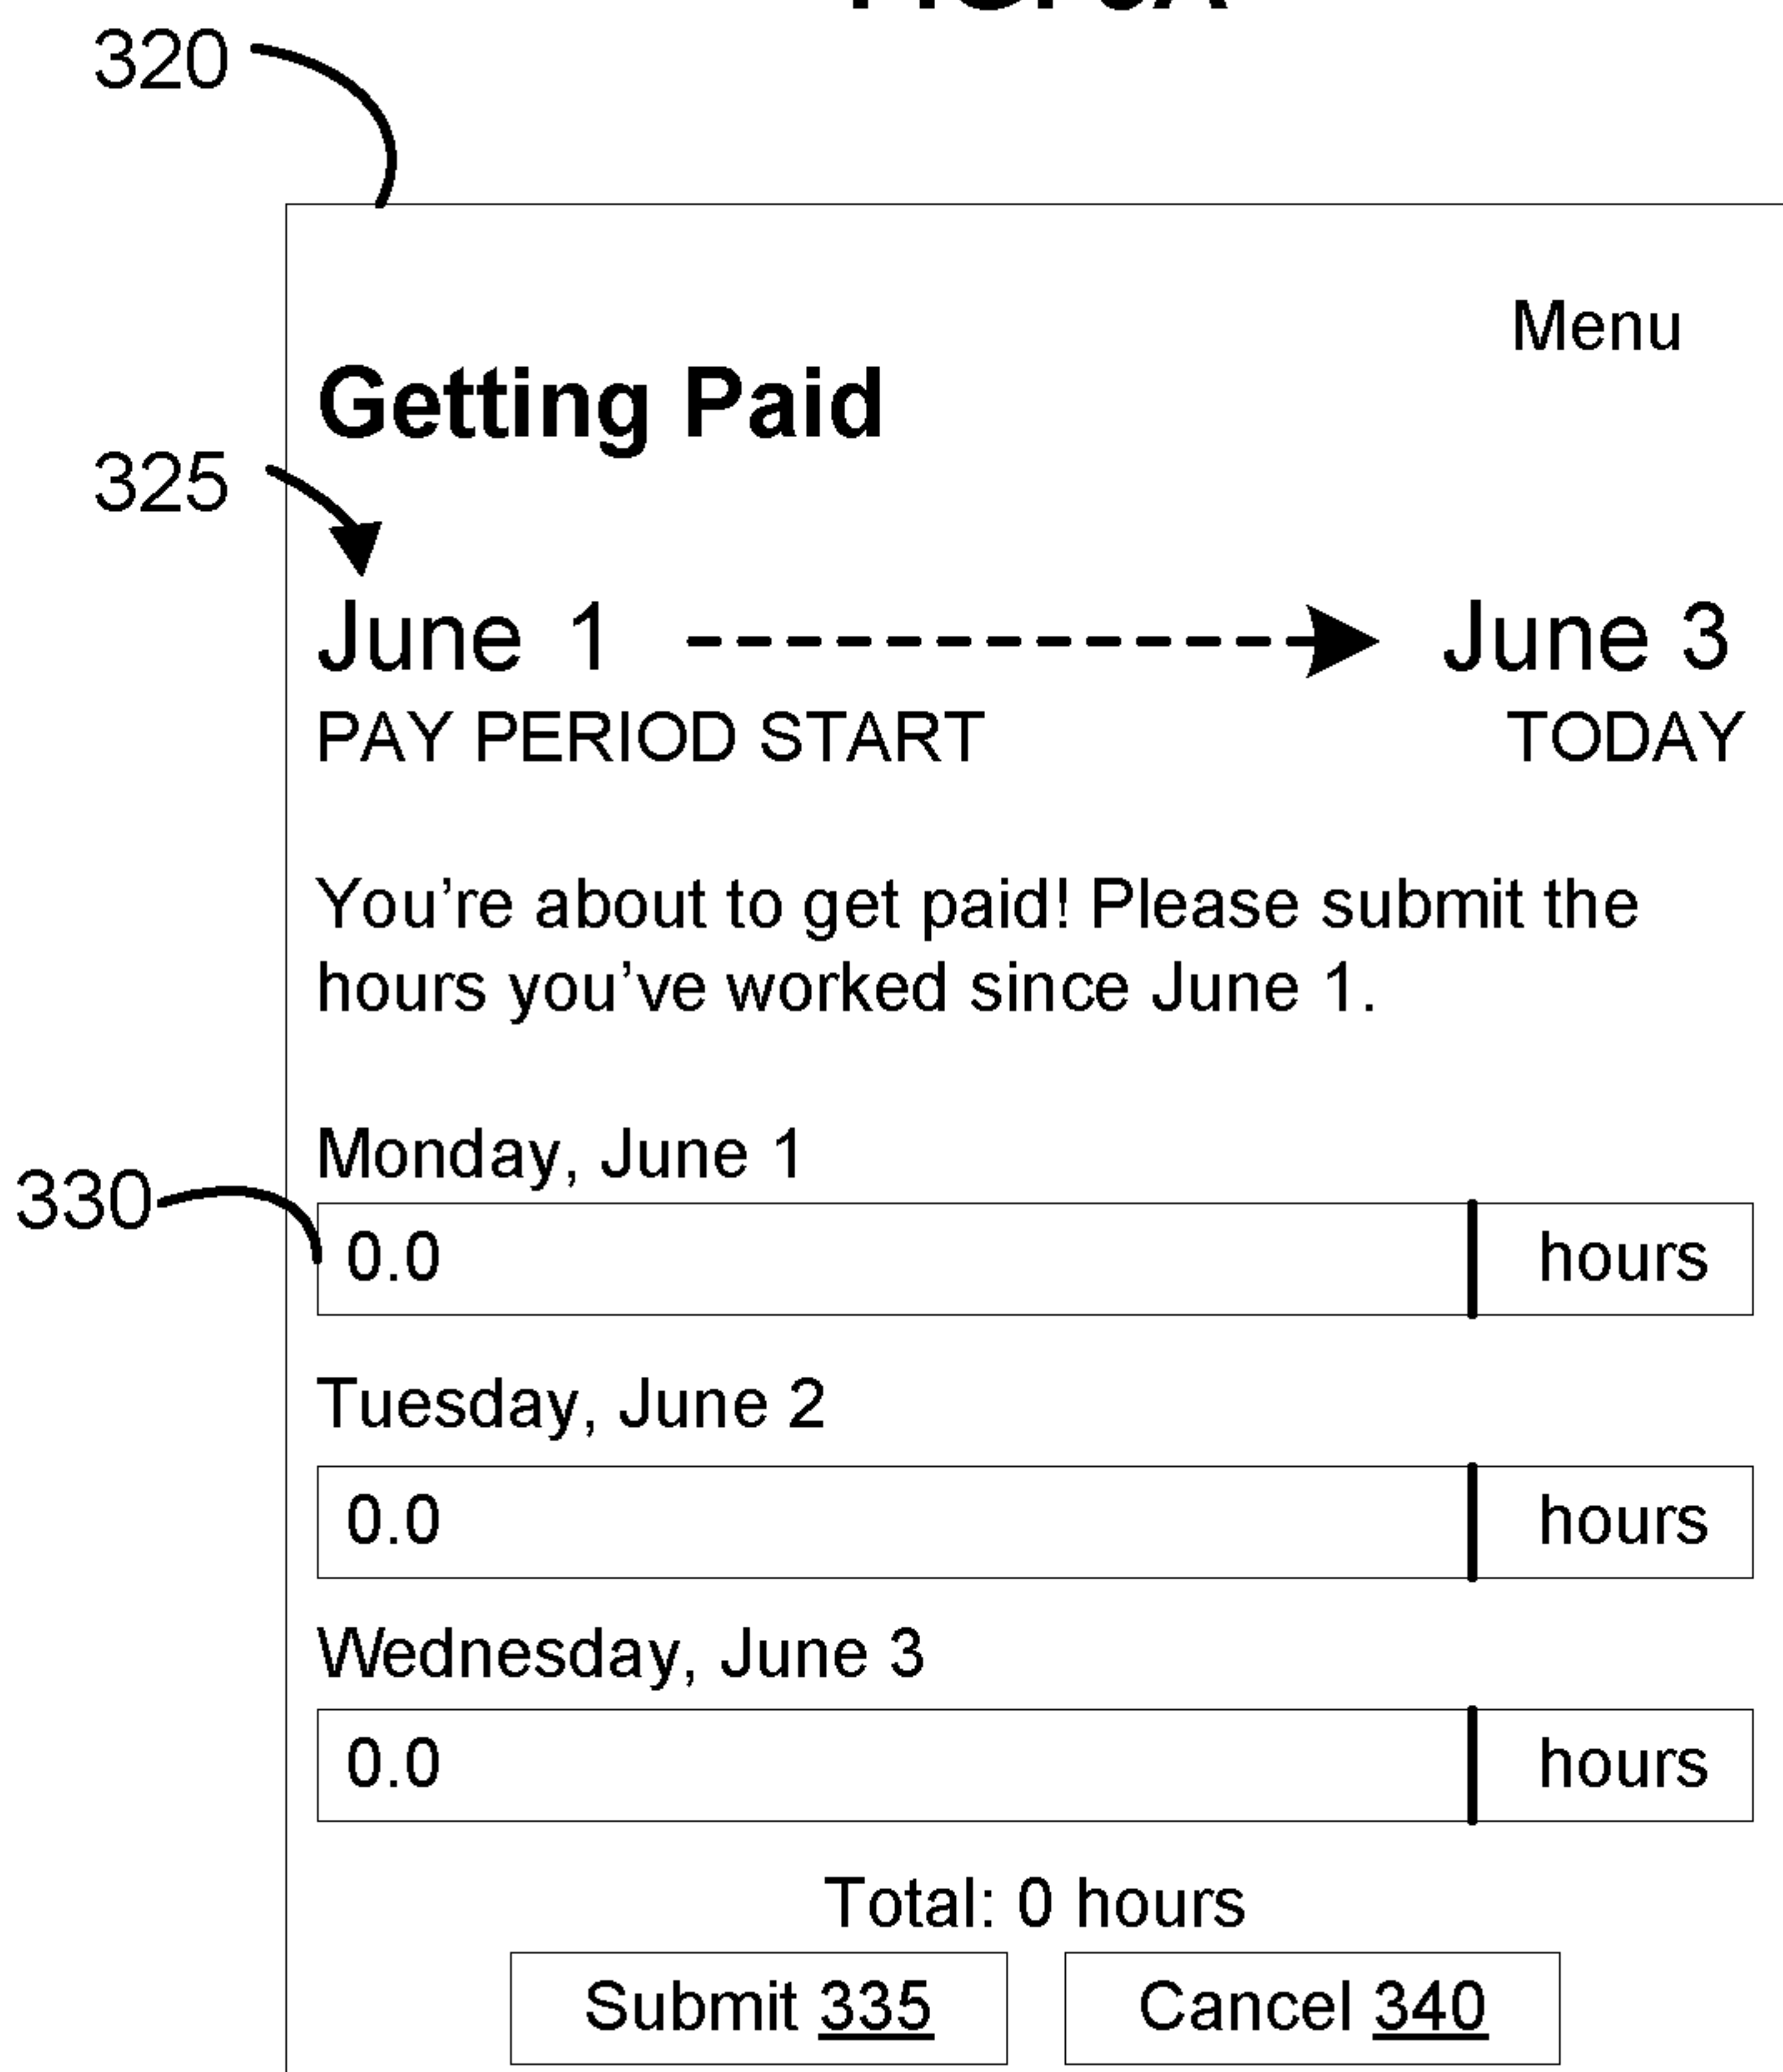 320
Menu
Getting Paid
325
June 1 June 3
PAY PERIOD START TODAY
You're about to get paid! Please submit the
hours you've worked since June 1.
Monday, June 1
330
0.0 hours
Tuesday, June 2
0.0 hours
Wednesday, June 3
0.0 hours
Total: 0 hours
Submit 335 Cancel 340